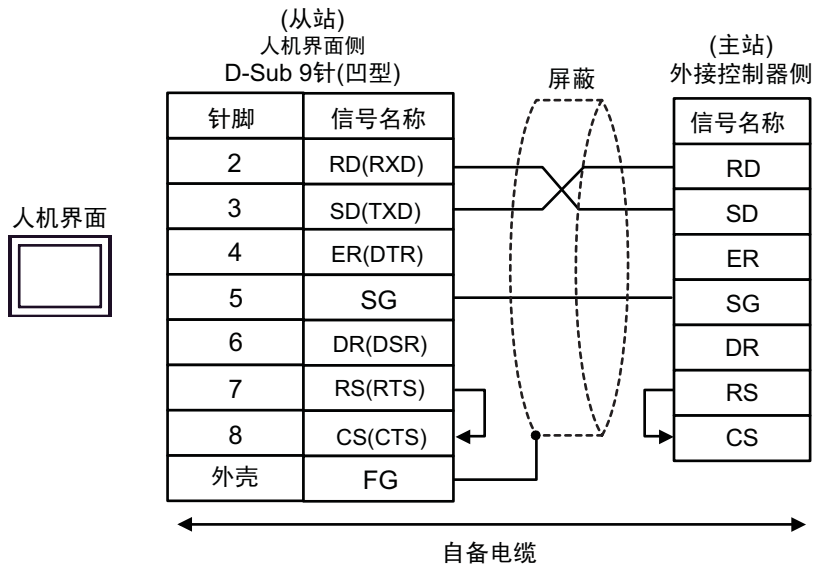 (从站)
人机界面侧
D-Sub 9针(凹型)
屏蔽
(主站)
外接控制器侧
人机界面
针脚 信号名称
2 RD(RXD)
3 SD(TXD)
4 ER(DTR)
5 SG
6 DR(DSR)
7 RS(RTS)
8 CS(CTS)
外壳 FG
信号名称
RD
SD
ER
SG
DR
RS
CS
自备电缆